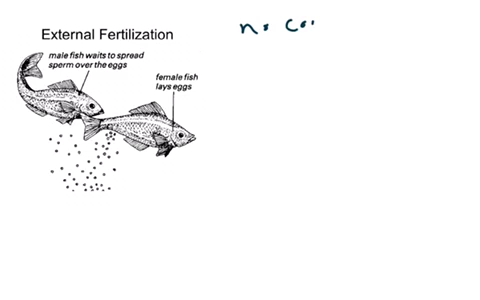 External Fertilization
male fish waits to spread
sperm over the eggs
female fish
lays eggs